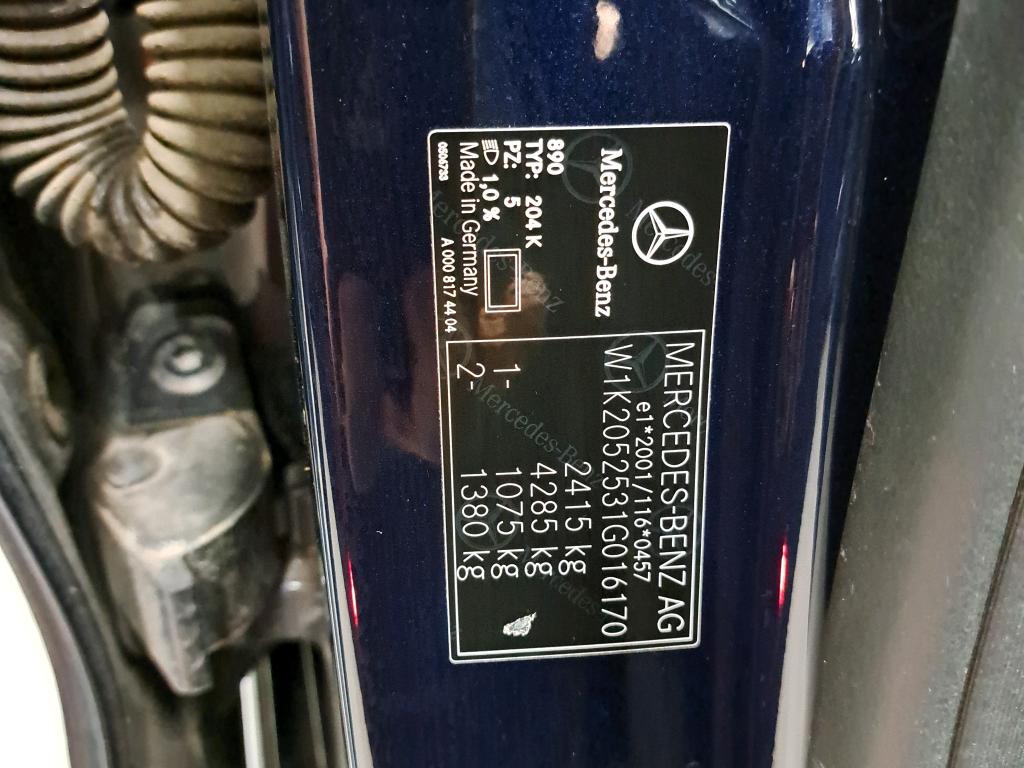 Mercedes-Benz
890
TYP: 204 K
PZ: 5
1,0 %
Made in Germany
0506733 A 000 817 44 04
MERCEDES-BENZ AG
e1*2001/116*0457
W1K2052531G016170
2415 kg
4285 kg
1- 1075 kg
2- 1380 kg